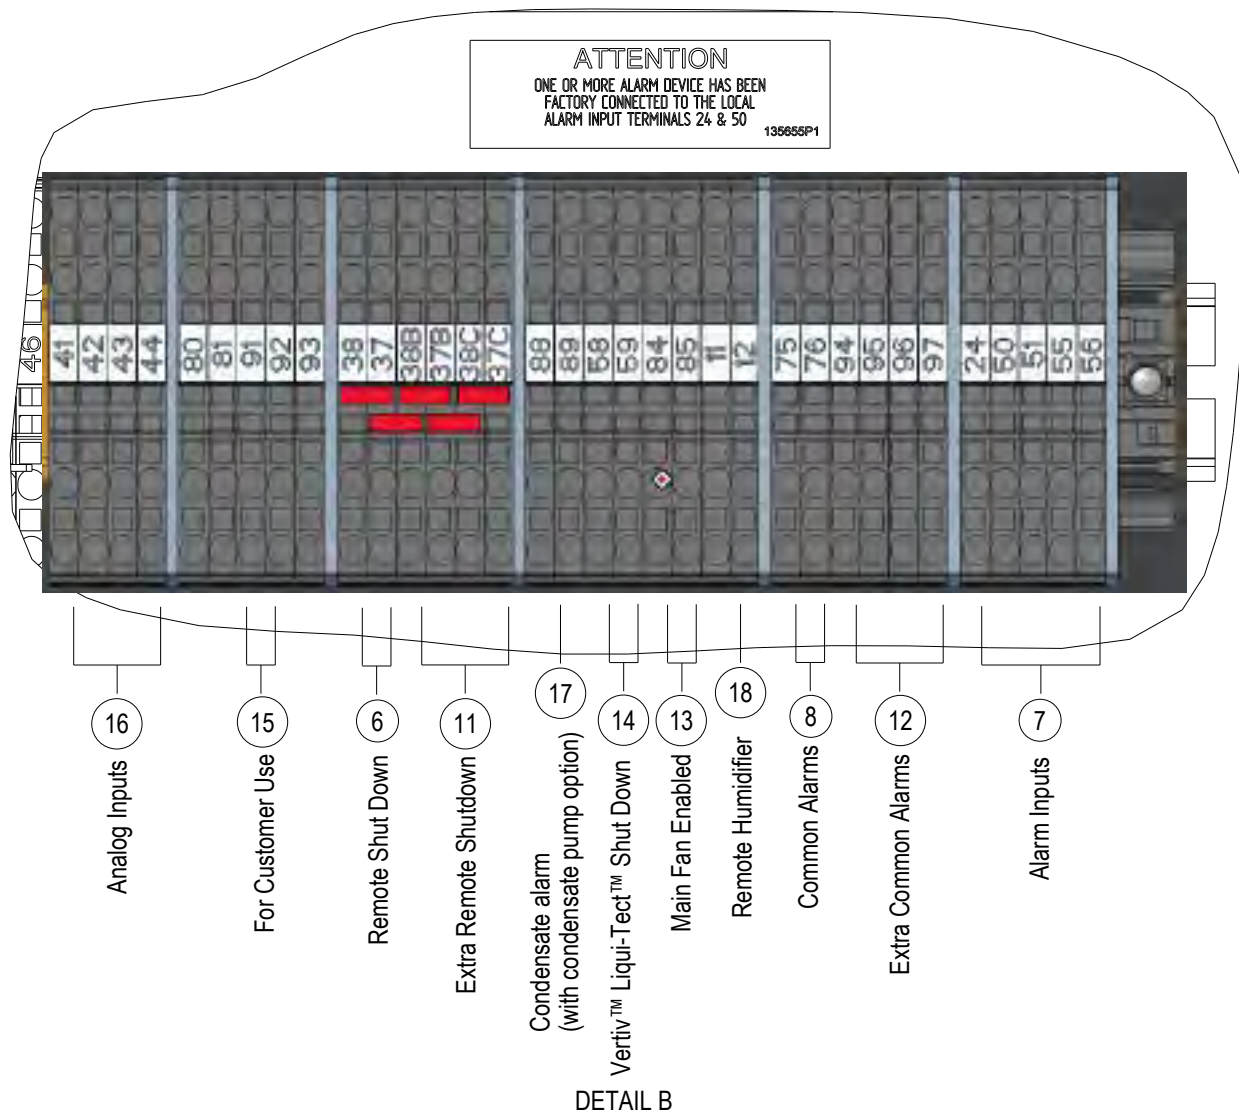 ATTENTION
ONE OR MORE ALARM DEVICE HAS BEEN
FACTORY CONNECTED TO THE LOCAL
ALARM INPUT TERMINALS 24 & 50
135655P1
46 41 42 43 44 80 81 91 92 93 38 37 38B 37B 38C 37C 88 89 58 59 84 85 11 12 75 76 94 95 96 97 24 50 51 55 56
16
Analog Inputs
15
For Customer Use
6
Remote Shut Down
11
Extra Remote Shutdown
17
Condensate alarm
(with condensate pump option)
14
Vertiv™ Liqui-Tect™ Shut Down
13
Main Fan Enabled
18
Remote Humidifier
8
Common Alarms
12
Extra Common Alarms
7
Alarm Inputs
DETAIL B